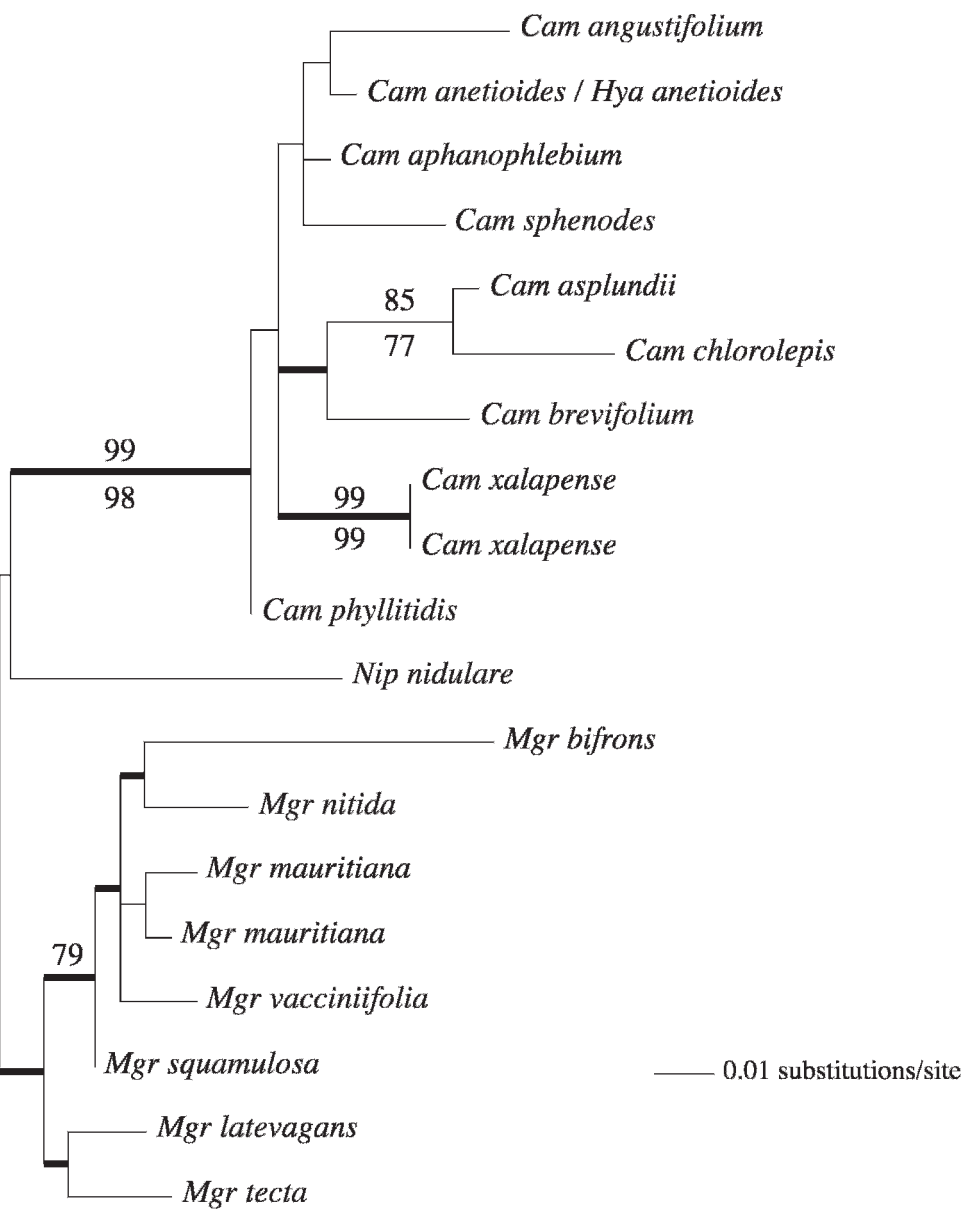 Cam angustifolium
Cam anetioides / Hya anetioides
Cam aphanophlebium
Cam sphenodes
Cam asplundii
85
77
Cam chlorolepis
Cam brevifolium
99
98
Cam xalapense
99
99
Cam xalapense
Cam phyllitidis
Nip nidulare
Mgr bifrons
Mgr nitida
Mgr mauritiana
Mgr mauritiana
79
Mgr vacciniifolia
Mgr squamulosa
0.01 substitutions/site
Mgr latevagans
Mgr tecta